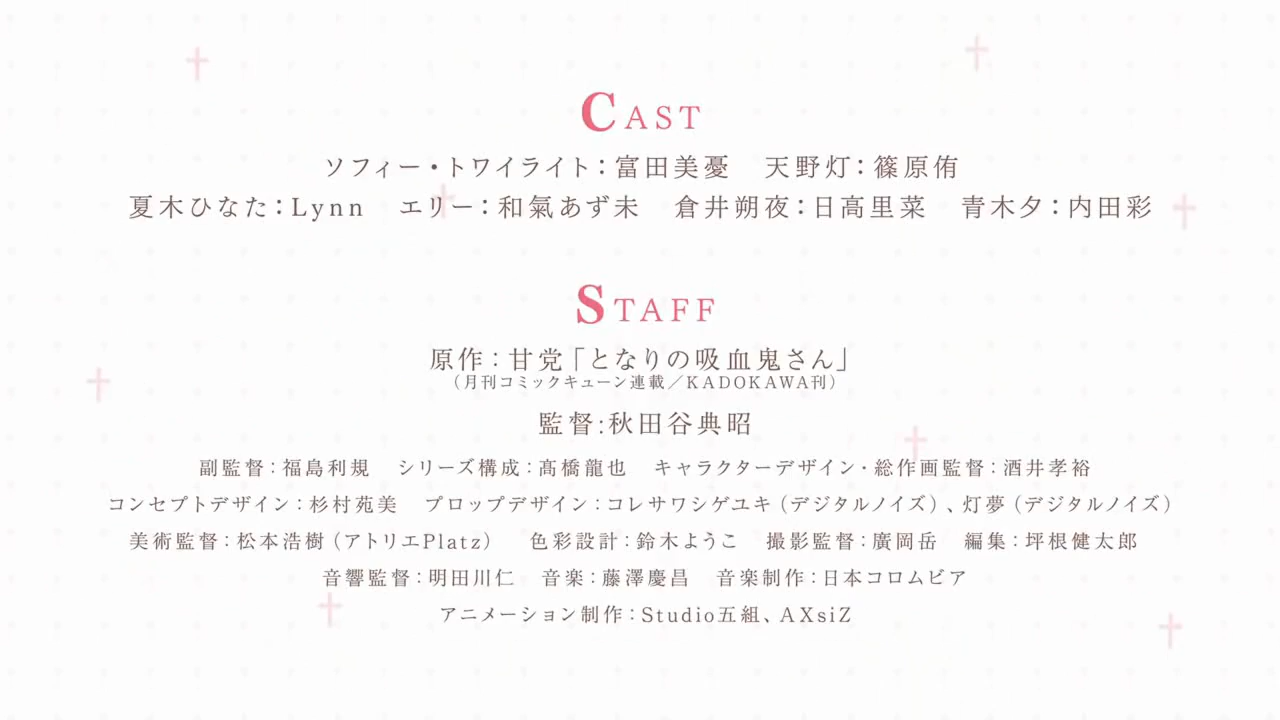 CAST
ソフィー・トワイライト：富田美憂　天野灯：篠原侑
夏木ひなた：Lynn　エリー：和氣あず未　倉井朔夜：日高里菜　青木夕：内田彩
STAFF
原作：甘党「となりの吸血鬼さん」
（月刊コミックキューン連載／KADOKAWA刊）
監督：秋田谷典昭
副監督：福島利規　シリーズ構成：髙橋龍也　キャラクターデザイン・総作画監督：酒井孝裕
コンセプトデザイン：杉村苑美　プロップデザイン：コレサワシゲユキ（デジタルノイズ）、灯夢（デジタルノイズ）
美術監督：松本浩樹（アトリエPlatz）　色彩設計：鈴木ようこ　撮影監督：廣岡岳　編集：坪根健太郎
音響監督：明田川仁　音楽：藤澤慶昌　音楽制作：日本コロムビア
アニメーション制作：Studio五組、AXsiZ